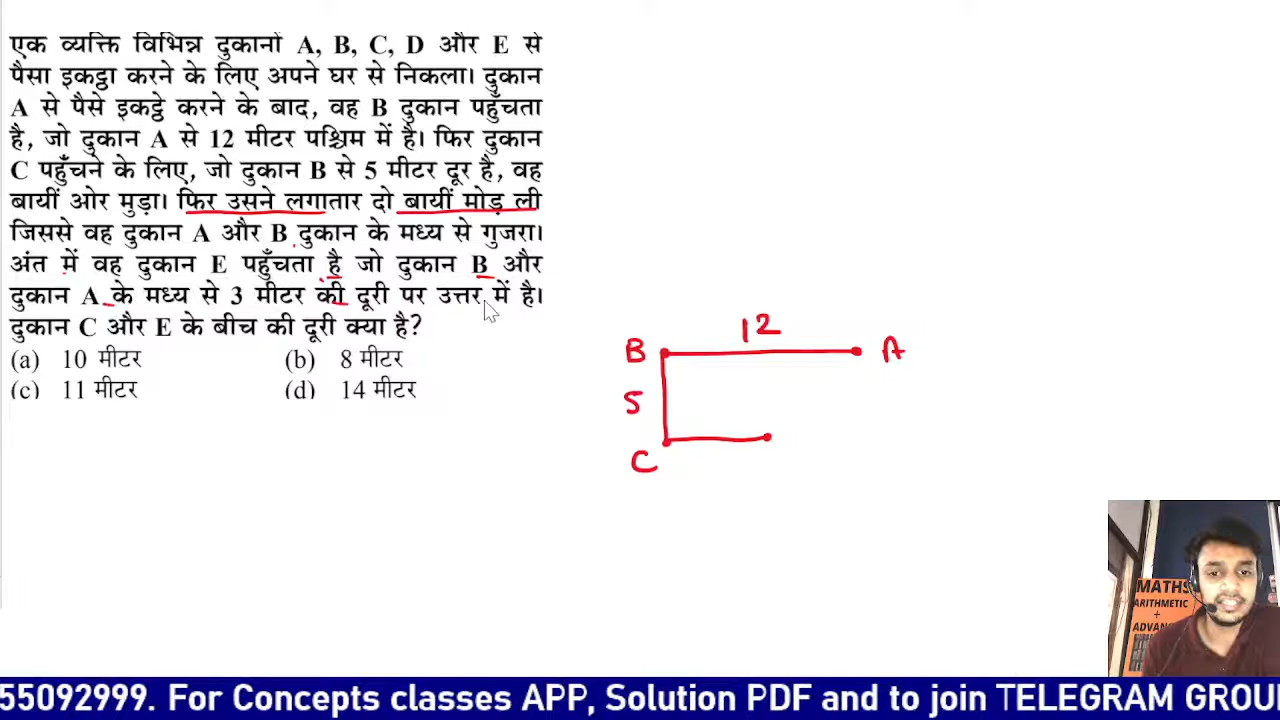 एक व्यक्ति विभिन्न दुकानों A, B, C, D और E से
पैसा इकट्ठा करने के लिए अपने घर से निकला। दुकान
A से पैसे इकट्ठे करने के बाद, वह B दुकान पहुँचता
है, जो दुकान A से 12 मीटर पश्चिम में है। फिर दुकान
C पहुँचने के लिए, जो दुकान B से 5 मीटर दूर है, वह
बायीं ओर मुड़ा। फिर उसने लगातार दो बायीं मोड़ ली
जिससे वह दुकान A और B दुकान के मध्य से गुजरा।
अंत में वह दुकान E पहुँचता है जो दुकान B और
दुकान A के मध्य से 3 मीटर की दूरी पर उत्तर में है।
दुकान C और E के बीच की दूरी क्या है?
(a) 10 मीटर (b) 8 मीटर
(c) 11 मीटर (d) 14 मीटर
12
B A
5
C
MATHS
ARITHMETIC
+
ADVAN
55092999. For Concepts classes APP, Solution PDF and to join TELEGRAM GROU